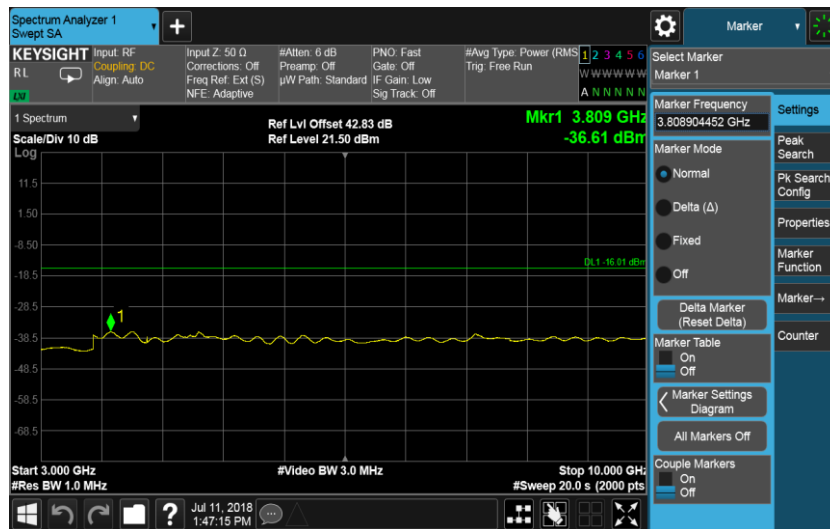 Spectrum Analyzer 1
Swept SA
Marker
KEYSIGHT
RL
LXI
Input: RF
Coupling: DC
Align: Auto
Input Z: 50 Ω
Corrections: Off
Freq Ref: Ext (S)
NFE: Adaptive
#Atten: 6 dB
Preamp: Off
µW Path: Standard
PNO: Fast
Gate: Off
IF Gain: Low
Sig Track: Off
#Avg Type: Power (RMS
Trig: Free Run
1 2 3 4 5 6
W W W W W W
A N N N N N
Select Marker
Marker 1
1 Spectrum
Scale/Div 10 dB
Log
Ref Lvl Offset 42.83 dB
Ref Level 21.50 dBm
Mkr1 3.809 GHz
-36.61 dBm
11.5
1.50
-8.50
-18.5
-28.5
-38.5
-48.5
-58.5
-68.5
DL1 -16.01 dBm
1
Start 3.000 GHz
#Res BW 1.0 MHz
#Video BW 3.0 MHz
Stop 10.000 GHz
#Sweep 20.0 s (2000 pts
Marker Frequency
3.808904452 GHz
Marker Mode
Normal
Delta (Δ)
Fixed
Off
Delta Marker
(Reset Delta)
Marker Table
On
Off
Marker Settings
Diagram
All Markers Off
Couple Markers
On
Off
Settings
Peak
Search
Pk Search
Config
Properties
Marker
Function
Marker→
Counter
?
Jul 11, 2018
1:47:15 PM